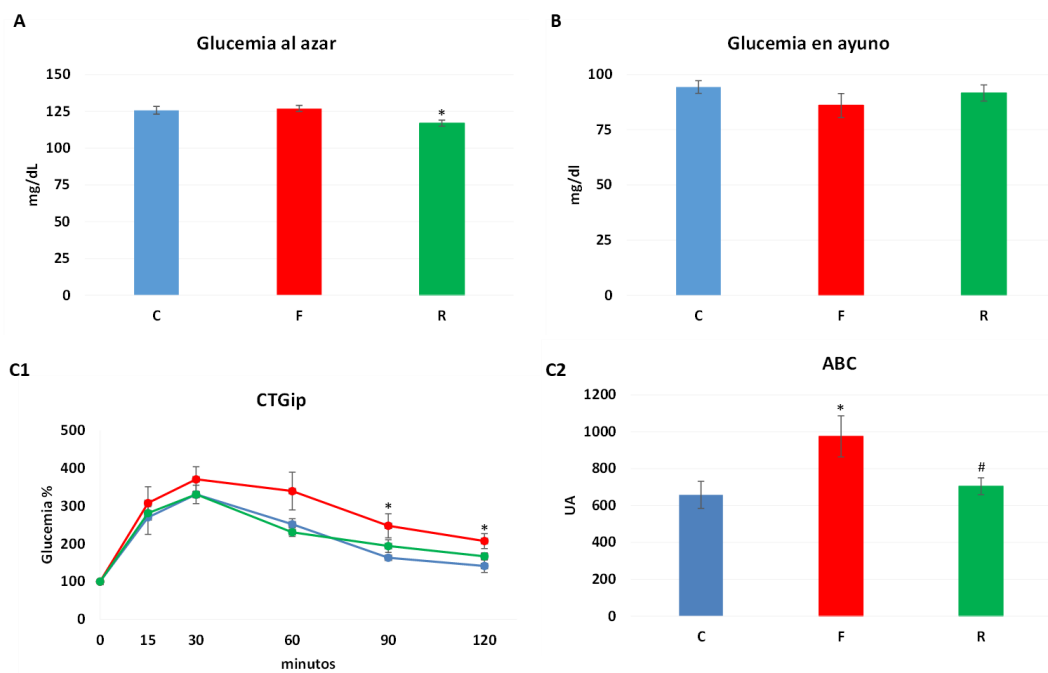 A
Glucemia al azar
150
125
100
75
50
25
0
mg/dL
*
C F R
B
Glucemia en ayuno
100
75
50
25
0
mg/dl
C F R
C1
CTGip
500
400
300
200
100
0
Glucemia %
* *
0 15 30 60 90 120
minutos
C2
ABC
1200
1000
800
600
400
200
0
UA
*
#
C F R